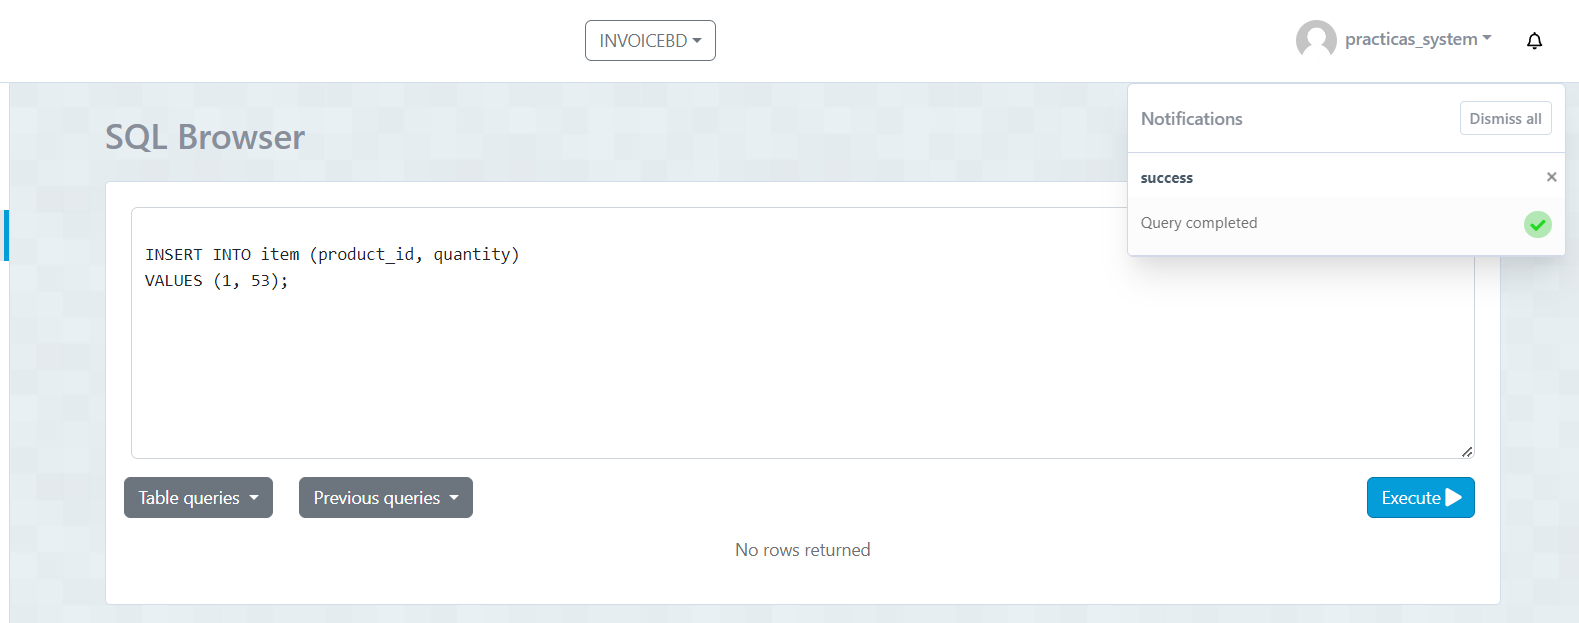 INVOICEBD
practicas_system
SQL Browser
Notifications
Dismiss all
success
×
Query completed
INSERT INTO item (product_id, quantity)
VALUES (1, 53);
Table queries
Previous queries
Execute
No rows returned